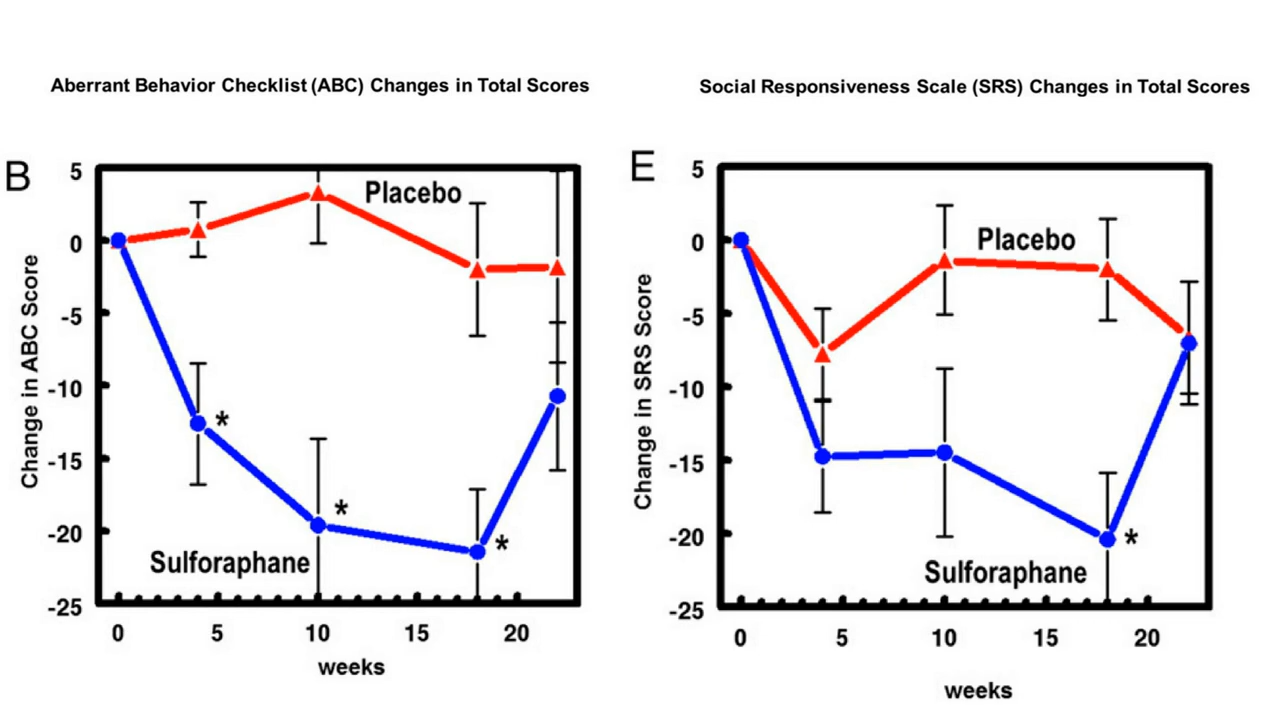 Aberrant Behavior Checklist (ABC) Changes in Total Scores
B
Change in ABC Score
5
0
-5
-10
-15
-20
-25
Placebo
*
*
*
Sulforaphane
0 5 10 15 20
weeks
Social Responsiveness Scale (SRS) Changes in Total Scores
E
Change in SRS Score
5
0
-5
-10
-15
-20
-25
Placebo
*
Sulforaphane
0 5 10 15 20
weeks